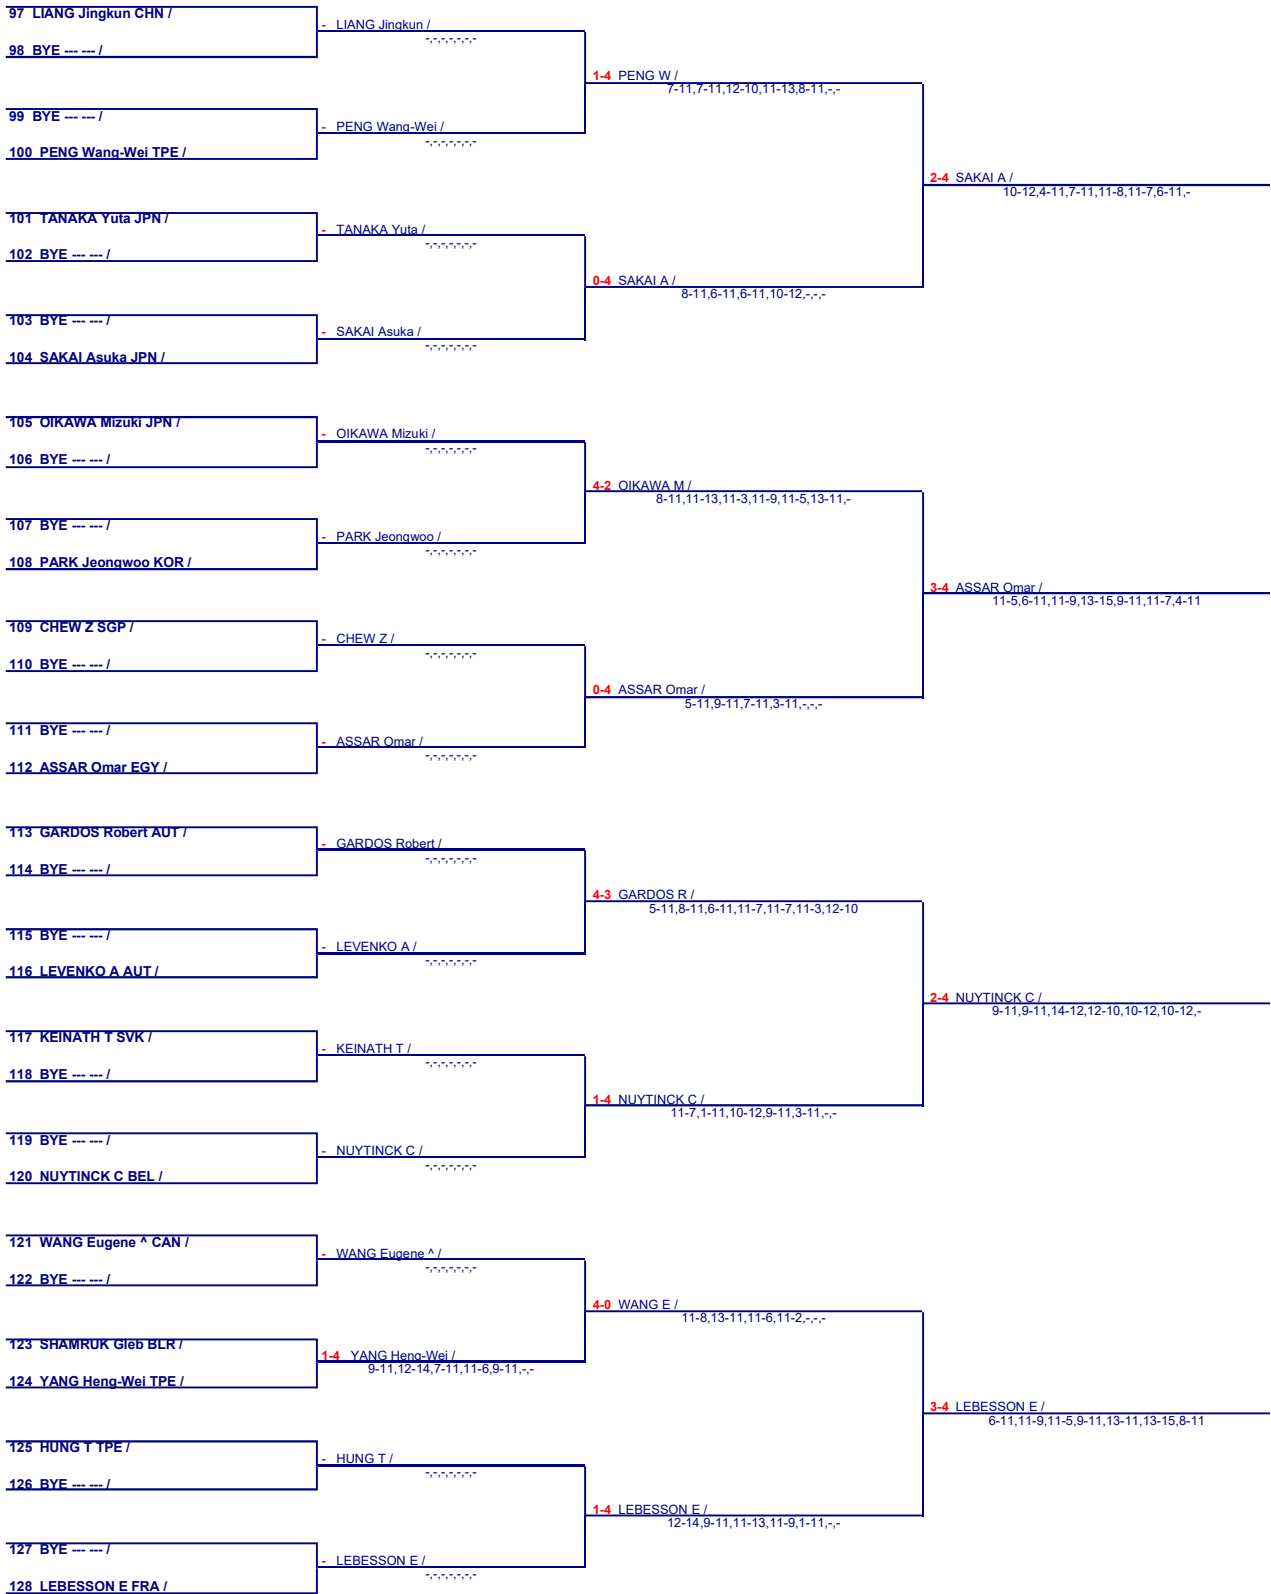 97 LIANG Jingkun CHN /
- LIANG Jingkun /
-,-,-,-,-,-,-
98 BYE --- --- /
1-4 PENG W /
7-11,7-11,12-10,11-13,8-11,-,-
99 BYE --- --- /
- PENG Wang-Wei /
-,-,-,-,-,-,-
100 PENG Wang-Wei TPE /
2-4 SAKAI A /
10-12,4-11,7-11,11-8,11-7,6-11,-
101 TANAKA Yuta JPN /
- TANAKA Yuta /
-,-,-,-,-,-,-
102 BYE --- --- /
0-4 SAKAI A /
8-11,6-11,6-11,10-12,-,-,-
103 BYE --- --- /
- SAKAI Asuka /
-,-,-,-,-,-,-
104 SAKAI Asuka JPN /
105 OIKAWA Mizuki JPN /
- OIKAWA Mizuki /
-,-,-,-,-,-,-
106 BYE --- --- /
4-2 OIKAWA M /
8-11,11-13,11-3,11-9,11-5,13-11,-
107 BYE --- --- /
- PARK Jeongwoo /
-,-,-,-,-,-,-
108 PARK Jeongwoo KOR /
3-4 ASSAR Omar /
11-5,6-11,11-9,13-15,9-11,11-7,4-11
109 CHEW Z SGP /
- CHEW Z /
-,-,-,-,-,-,-
110 BYE --- --- /
0-4 ASSAR Omar /
5-11,9-11,7-11,3-11,-,-,-
111 BYE --- --- /
- ASSAR Omar /
-,-,-,-,-,-,-
112 ASSAR Omar EGY /
113 GARDOS Robert AUT /
- GARDOS Robert /
-,-,-,-,-,-,-
114 BYE --- --- /
4-3 GARDOS R /
5-11,8-11,6-11,11-7,11-7,11-3,12-10
115 BYE --- --- /
- LEVENKO A /
-,-,-,-,-,-,-
116 LEVENKO A AUT /
2-4 NUYTINCK C /
9-11,9-11,14-12,12-10,10-12,10-12,-
117 KEINATH T SVK /
- KEINATH T /
-,-,-,-,-,-,-
118 BYE --- --- /
1-4 NUYTINCK C /
11-7,1-11,10-12,9-11,3-11,-,-
119 BYE --- --- /
- NUYTINCK C /
-,-,-,-,-,-,-
120 NUYTINCK C BEL /
121 WANG Eugene ^ CAN /
- WANG Eugene ^ /
-,-,-,-,-,-,-
122 BYE --- --- /
4-0 WANG E /
11-8,13-11,11-6,11-2,-,-,-
123 SHAMRUK Gleb BLR /
1-4 YANG Heng-Wei /
9-11,12-14,7-11,11-6,9-11,-,-
124 YANG Heng-Wei TPE /
3-4 LEBESSON E /
6-11,11-9,11-5,9-11,13-11,13-15,8-11
125 HUNG T TPE /
- HUNG T /
-,-,-,-,-,-,-
126 BYE --- --- /
1-4 LEBESSON E /
12-14,9-11,11-13,11-9,1-11,-,-
127 BYE --- --- /
- LEBESSON E /
-,-,-,-,-,-,-
128 LEBESSON E FRA /